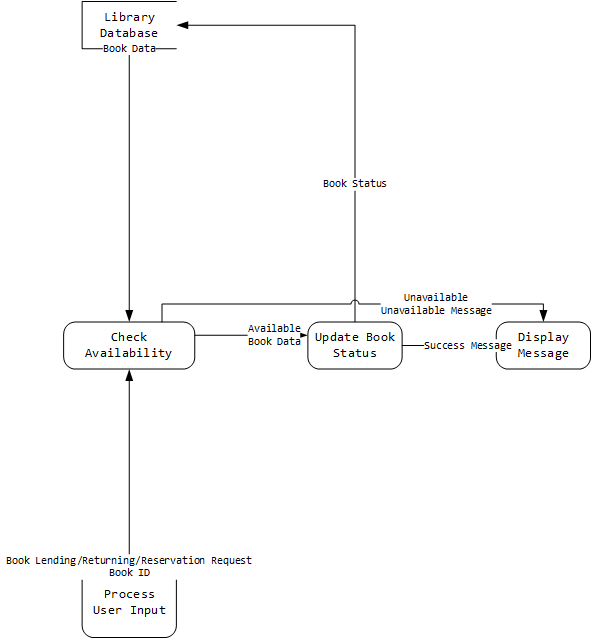 Library
Database
Book Data
Book Status
Unavailable
Unavailable Message
Check
Availability
Available
Book Data
Update Book
Status
Success Message
Display
Message
Book Lending/Returning/Reservation Request
Book ID
Process
User Input